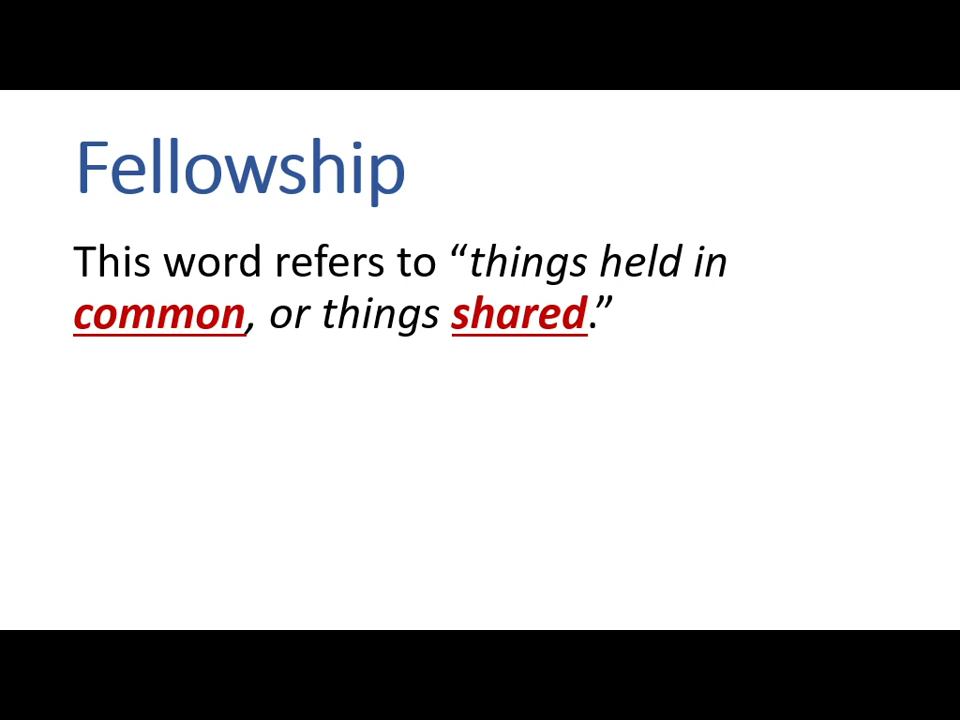 Fellowship
This word refers to “things held in
common, or things shared.”